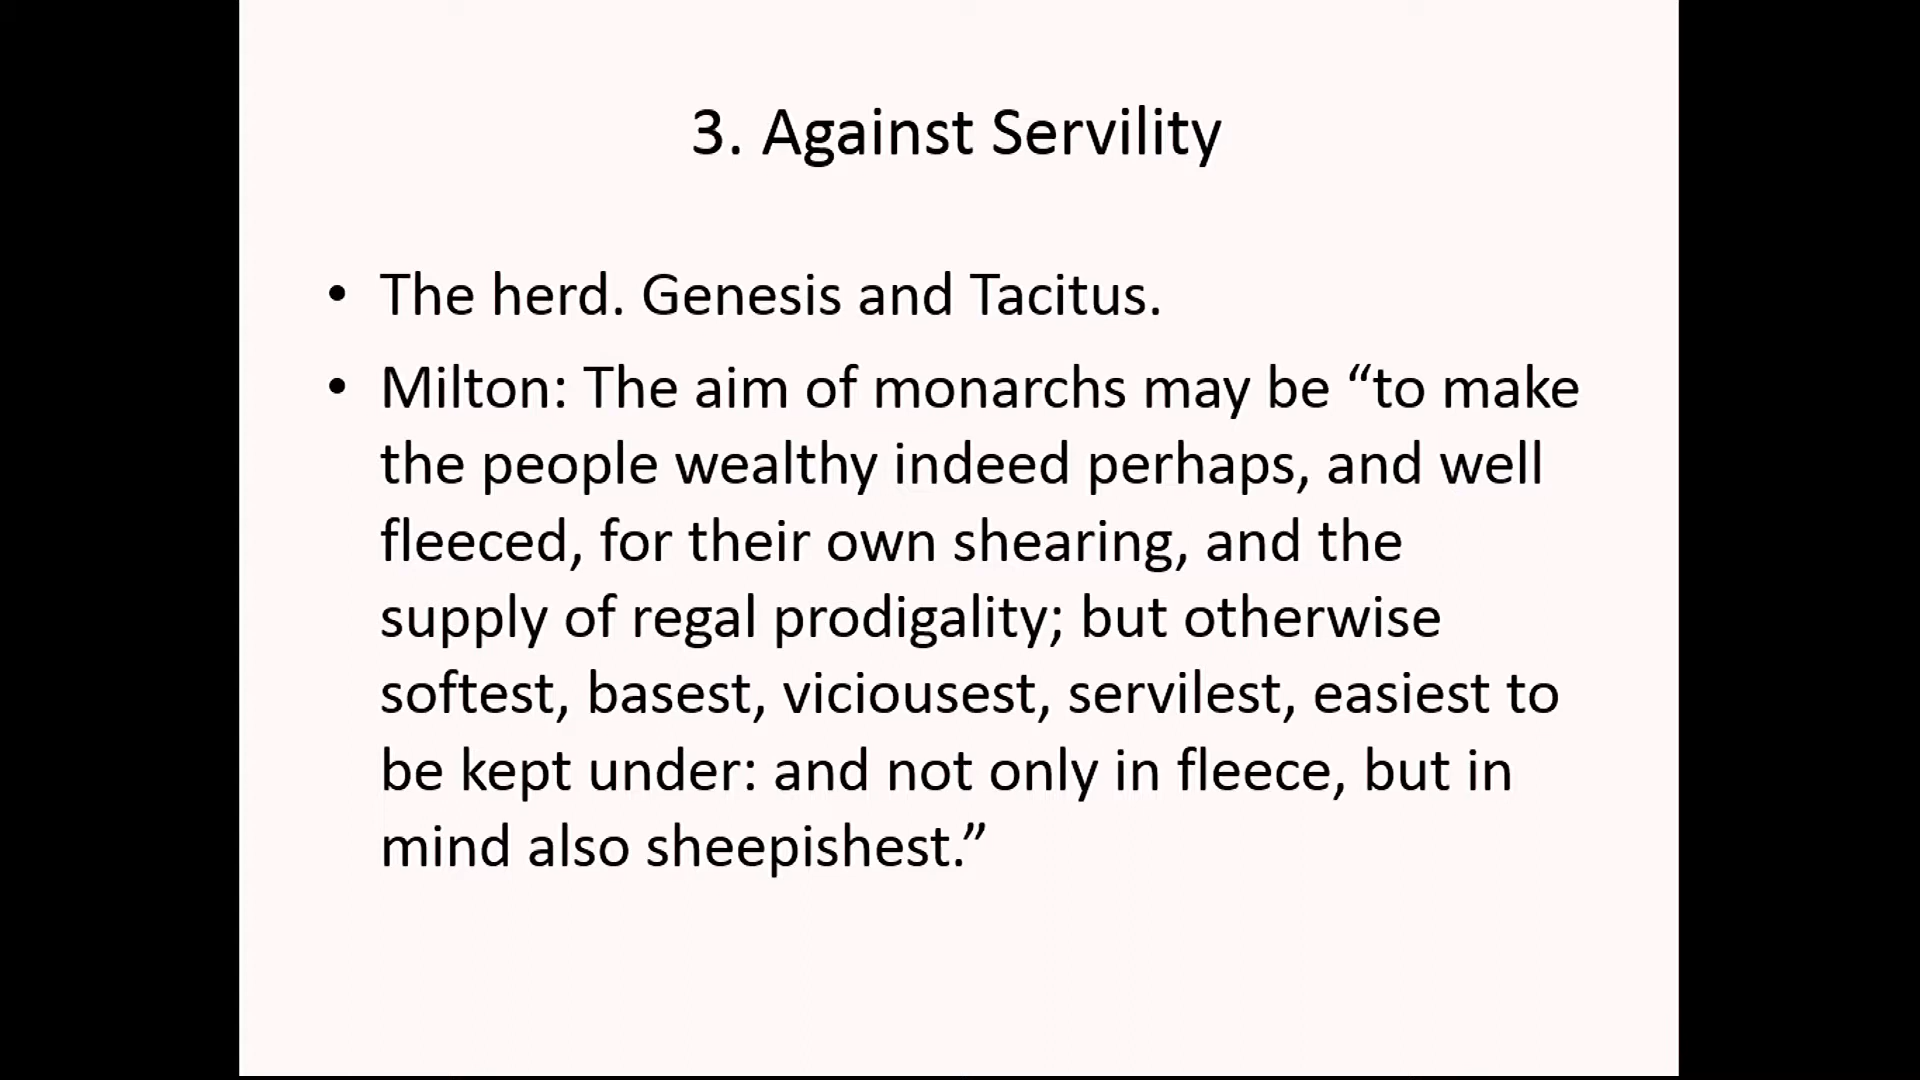 3. Against Servility
• The herd. Genesis and Tacitus.
• Milton: The aim of monarchs may be “to make
the people wealthy indeed perhaps, and well
fleeced, for their own shearing, and the
supply of regal prodigality; but otherwise
softest, basest, viciousest, servilest, easiest to
be kept under: and not only in fleece, but in
mind also sheepishest.”